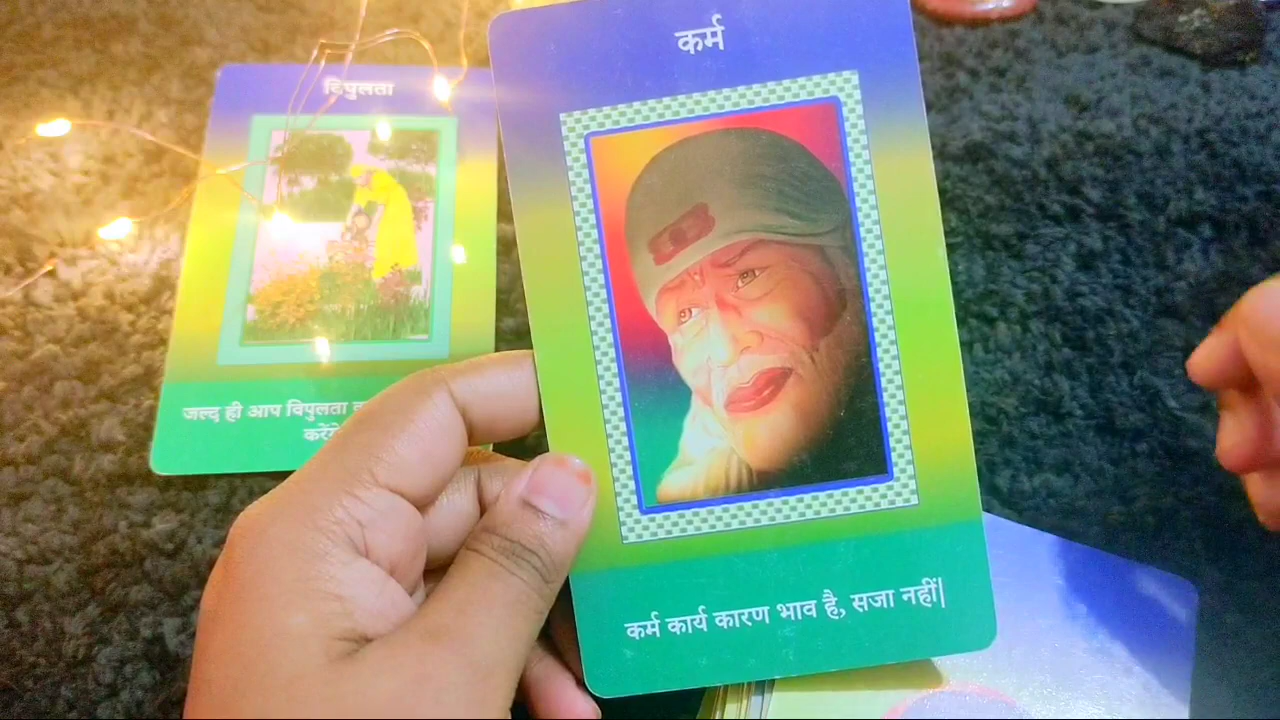 विपुलता
जल्द ही आप विपुलता
करेंगे
कर्म
कर्म कार्य कारण भाव है, सजा नहीं|